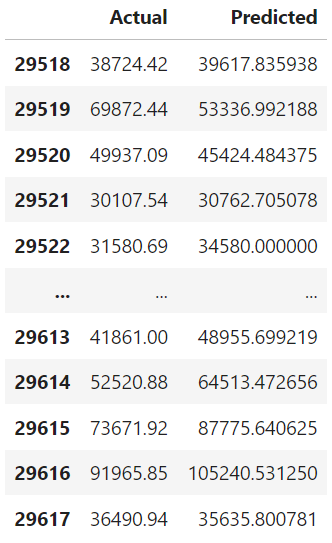 Actual Predicted
29518 38724.42 39617.835938
29519 69872.44 53336.992188
29520 49937.09 45424.484375
29521 30107.54 30762.705078
29522 31580.69 34580.000000
... ... ...
29613 41861.00 48955.699219
29614 52520.88 64513.472656
29615 73671.92 87775.640625
29616 91965.85 105240.531250
29617 36490.94 35635.800781